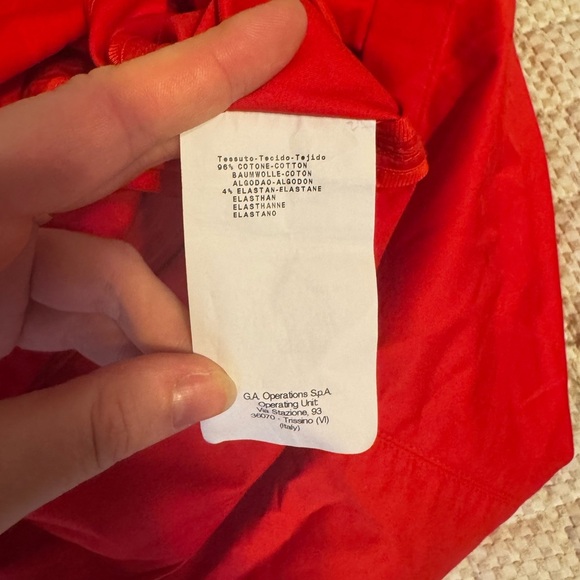 Tessuto-Tecido-Tejido
96% COTONE-COTTON
BAUMWOLLE-COTON
ALGODAO-ALGODON
4% ELASTAN-ELASTANE
ELASTHAN
ELASTHANNE
ELASTANO
G.A. Operations S.p.A.
Operating Unit:
Via Stazione, 93
36070 - Trissino (VI)
(Italy)